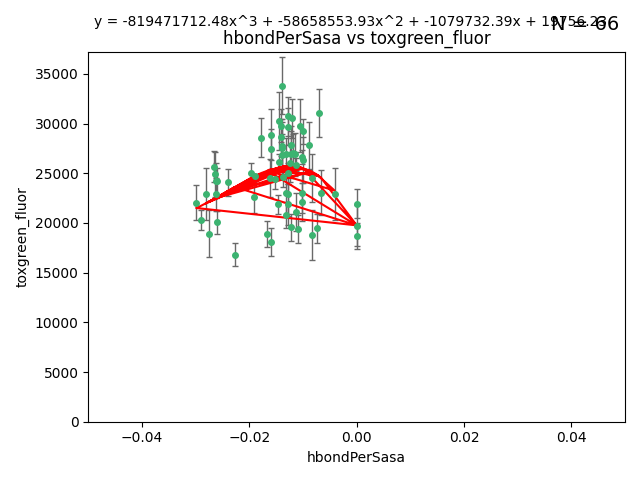 y = -819471712.48x^3 + -58658553.93x^2 + -1079732.39x + 19756.23
N = 66
hbondPerSasa vs toxgreen_fluor
35000
30000
25000
20000
15000
10000
5000
0
toxgreen_fluor
-0.04
-0.02
0.00
0.02
0.04
hbondPerSasa